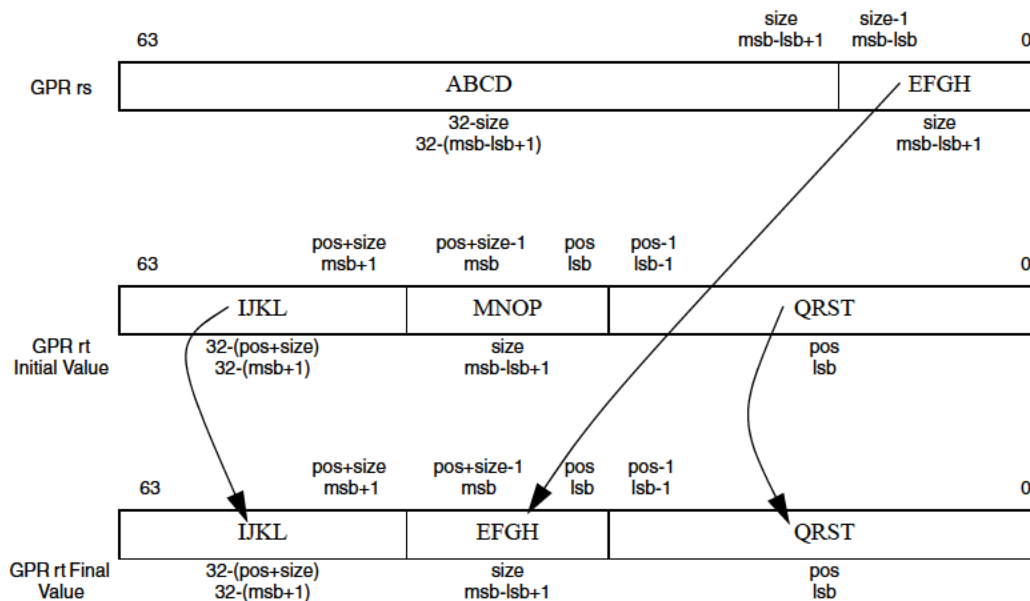 size size-1
63 msb-lsb+1 msb-lsb 0
GPR rs ABCD EFGH
32-size size
32-(msb-lsb+1) msb-lsb+1
pos+size pos+size-1 pos pos-1
63 msb+1 msb lsb lsb-1 0
IJKL MNOP QRST
GPR rt 32-(pos+size) size pos
Initial Value 32-(msb+1) msb-lsb+1 lsb
pos+size pos+size-1 pos pos-1
63 msb+1 msb lsb lsb-1 0
IJKL EFGH QRST
GPR rt Final 32-(pos+size) size pos
Value 32-(msb+1) msb-lsb+1 lsb